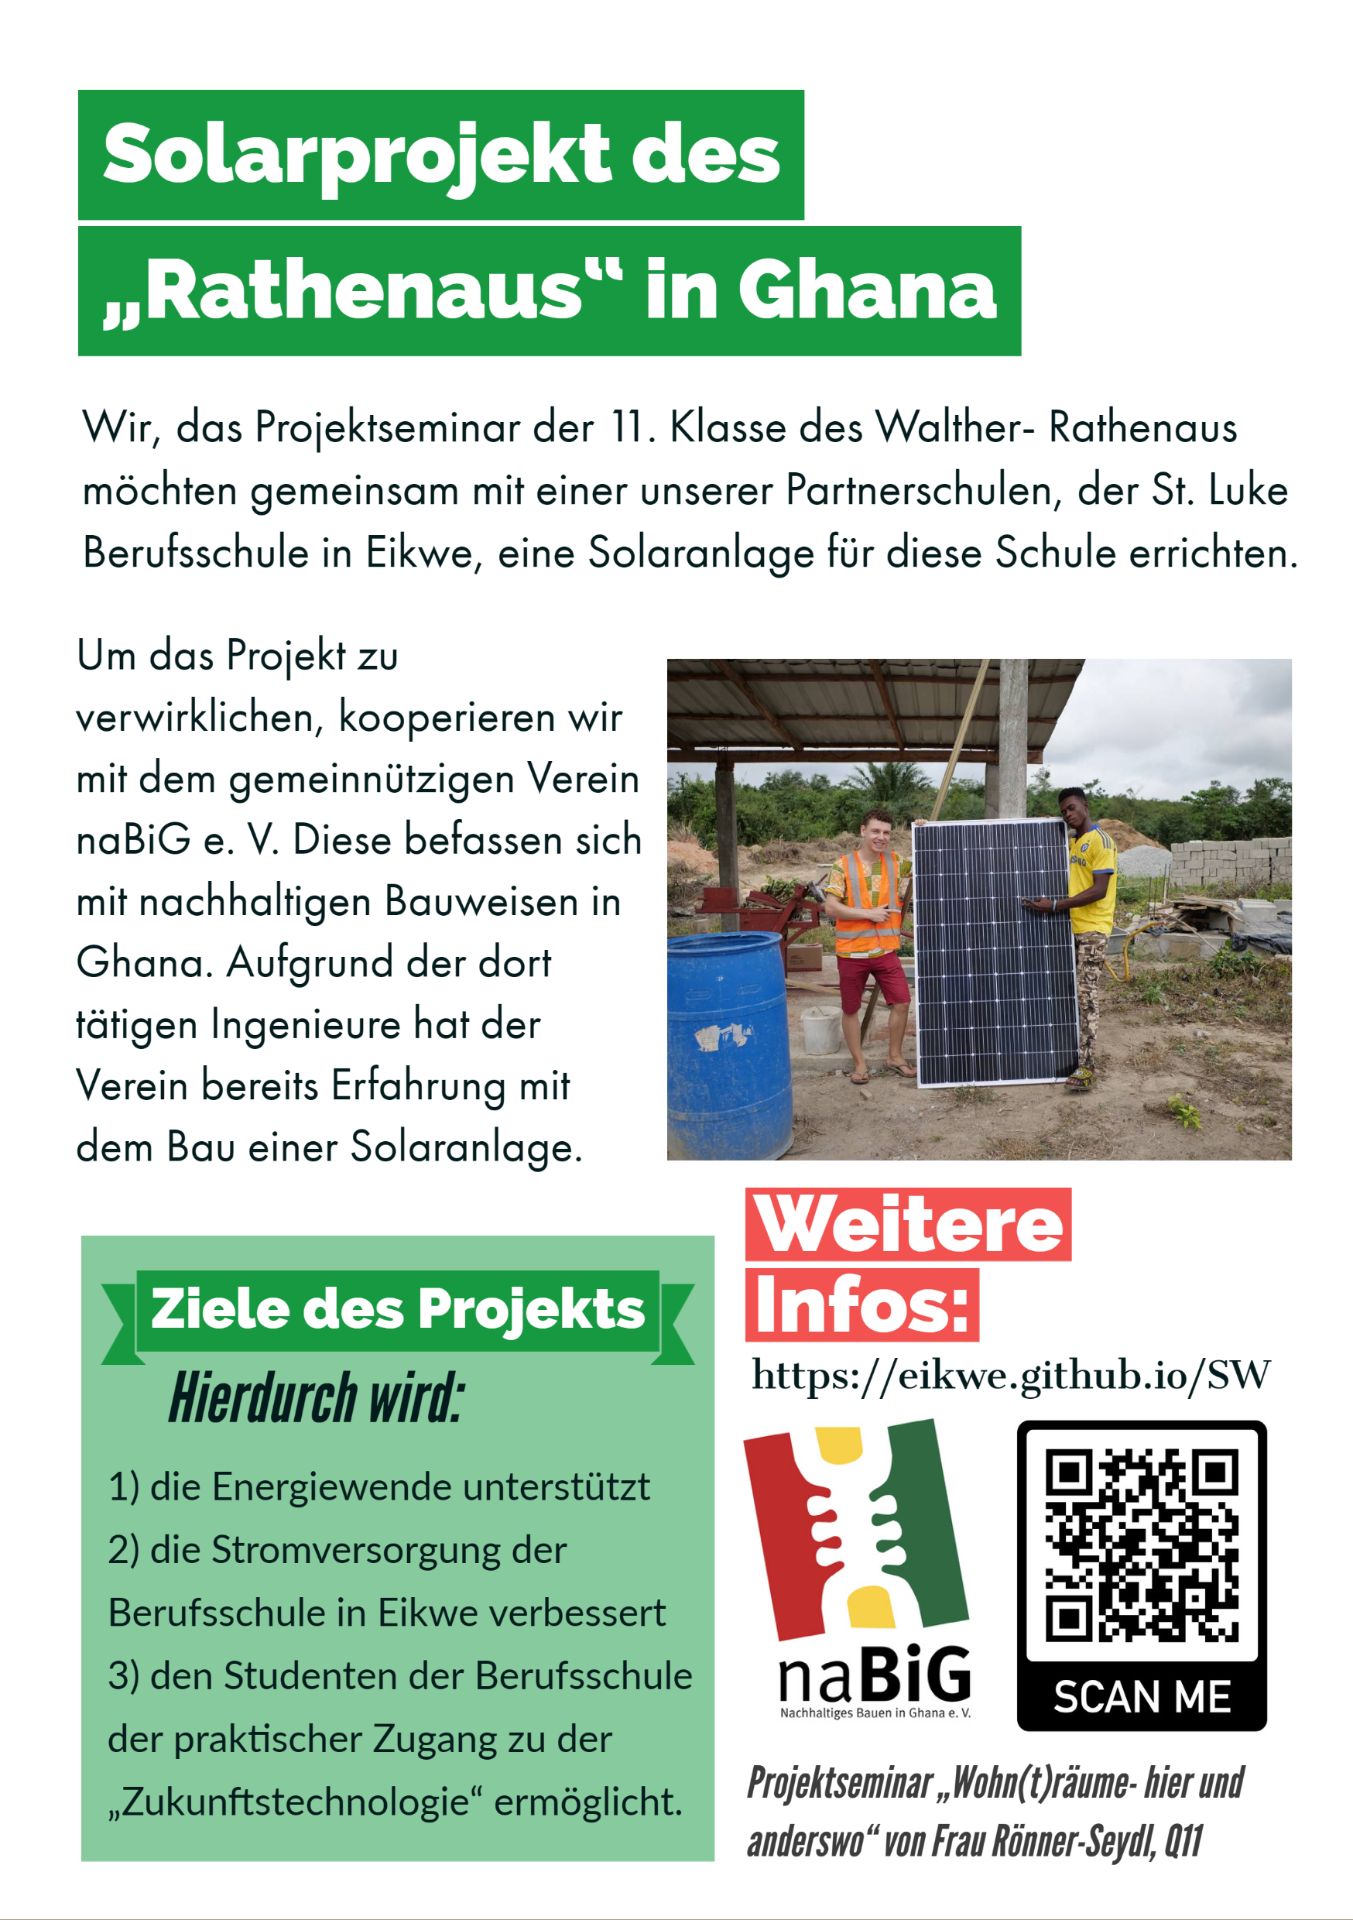 Solarprojekt des
„Rathenaus“ in Ghana
Wir, das Projektseminar der 11. Klasse des Walther- Rathenaus
möchten gemeinsam mit einer unserer Partnerschulen, der St. Luke
Berufsschule in Eikwe, eine Solaranlage für diese Schule errichten.
Um das Projekt zu
verwirklichen, kooperieren wir
mit dem gemeinnützigen Verein
naBiG e. V. Diese befassen sich
mit nachhaltigen Bauweisen in
Ghana. Aufgrund der dort
tätigen Ingenieure hat der
Verein bereits Erfahrung mit
dem Bau einer Solaranlage.
Ziele des Projekts
Hierdurch wird:
1) die Energiewende unterstützt
2) die Stromversorgung der
Berufsschule in Eikwe verbessert
3) den Studenten der Berufsschule
der praktischer Zugang zu der
„Zukunftstechnologie“ ermöglicht.
Weitere
Infos:
https://eikwe.github.io/SW
naBiG
Nachhaltiges Bauen in Ghana e. V.
SCAN ME
Projektseminar „Wohn(t)räume- hier und
anderswo“ von Frau Rönner-Seydl, Q11